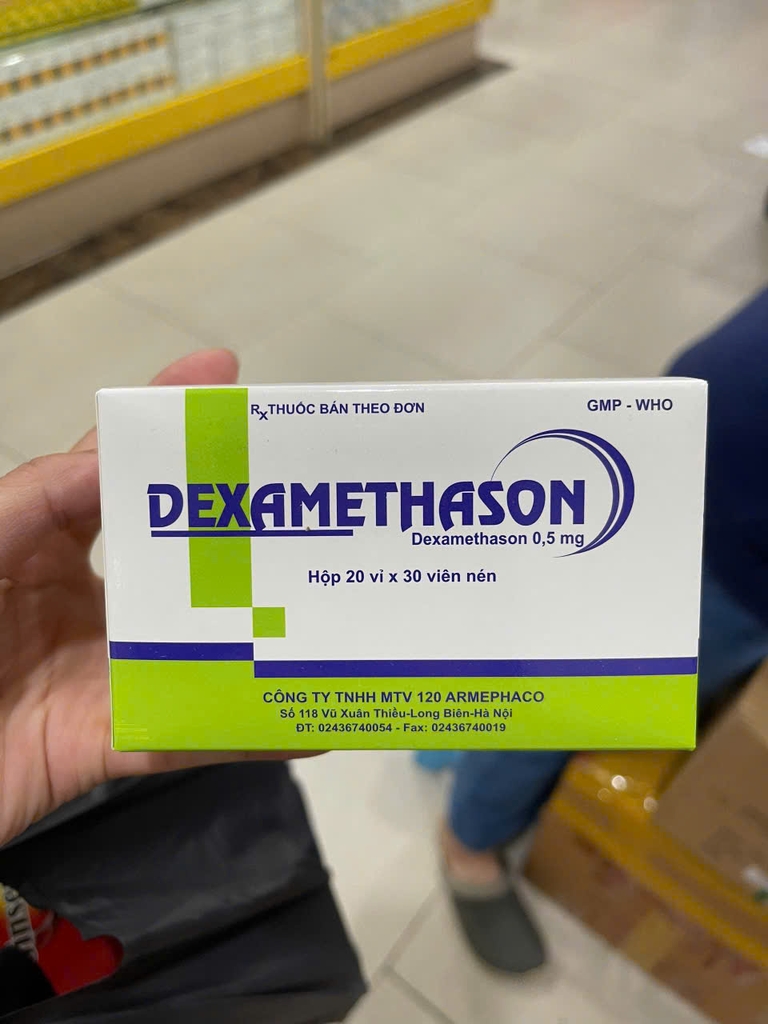 RxTHUỐC BÁN THEO ĐƠN
GMP - WHO
DEXAMETHASON
Dexamethason 0,5 mg
Hộp 20 vỉ x 30 viên nén
CÔNG TY TNHH MTV 120 ARMEPHACO
Số 118 Vũ Xuân Thiều-Long Biên-Hà Nội
ĐT: 02436740054 - Fax: 02436740019